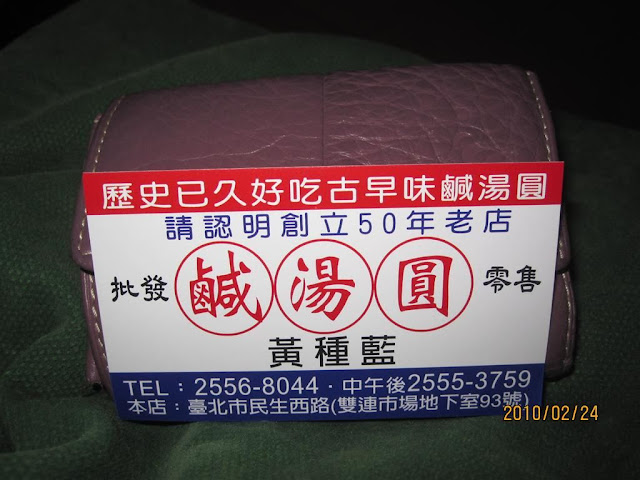 歷史已久好吃古早味鹹湯圓
請認明創立50年老店
批發 鹹湯圓 零售
黃種藍
TEL：2556-8044·中午後2555-3759
本店：臺北市民生西路(雙連市場地下室93號)
2010/02/24